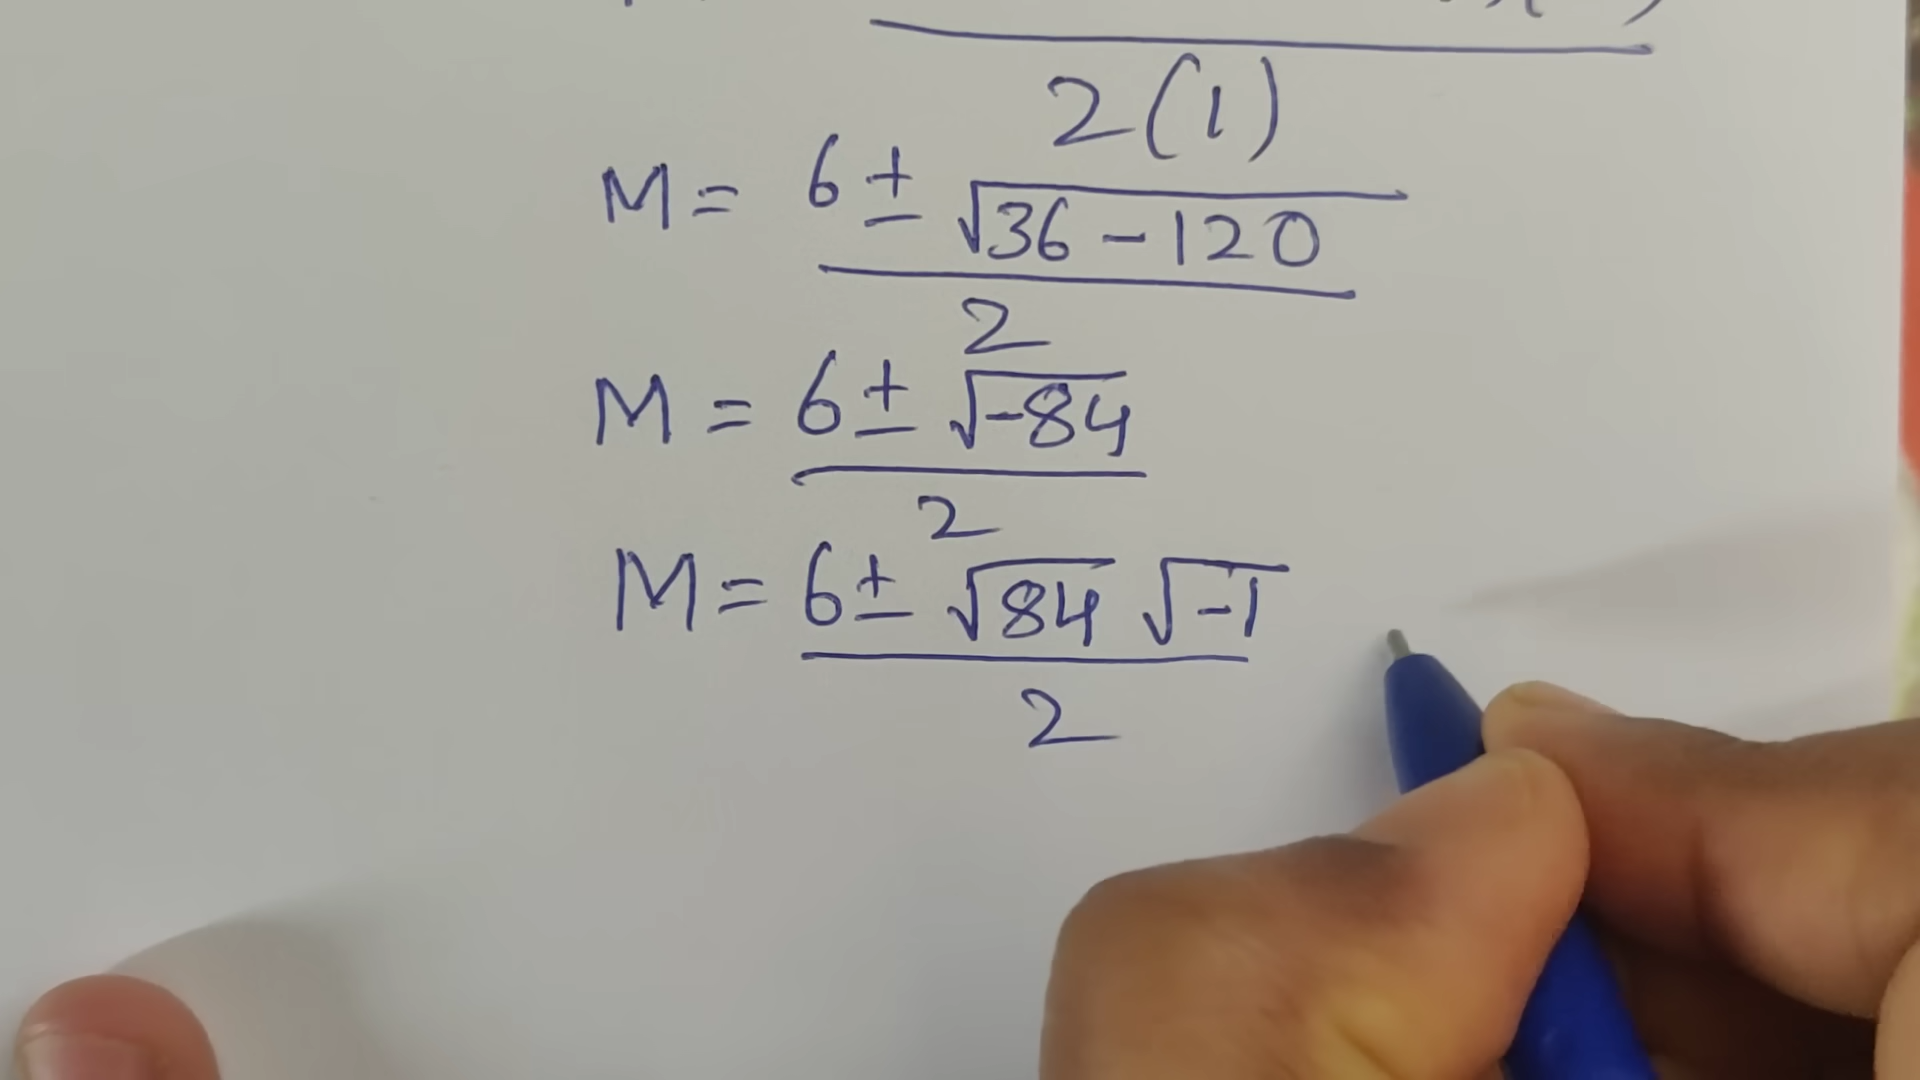 2(1)
M = 6 ± √36 - 120
2
M = 6 ± √-84
2
M = 6 ± √84 √-1
2